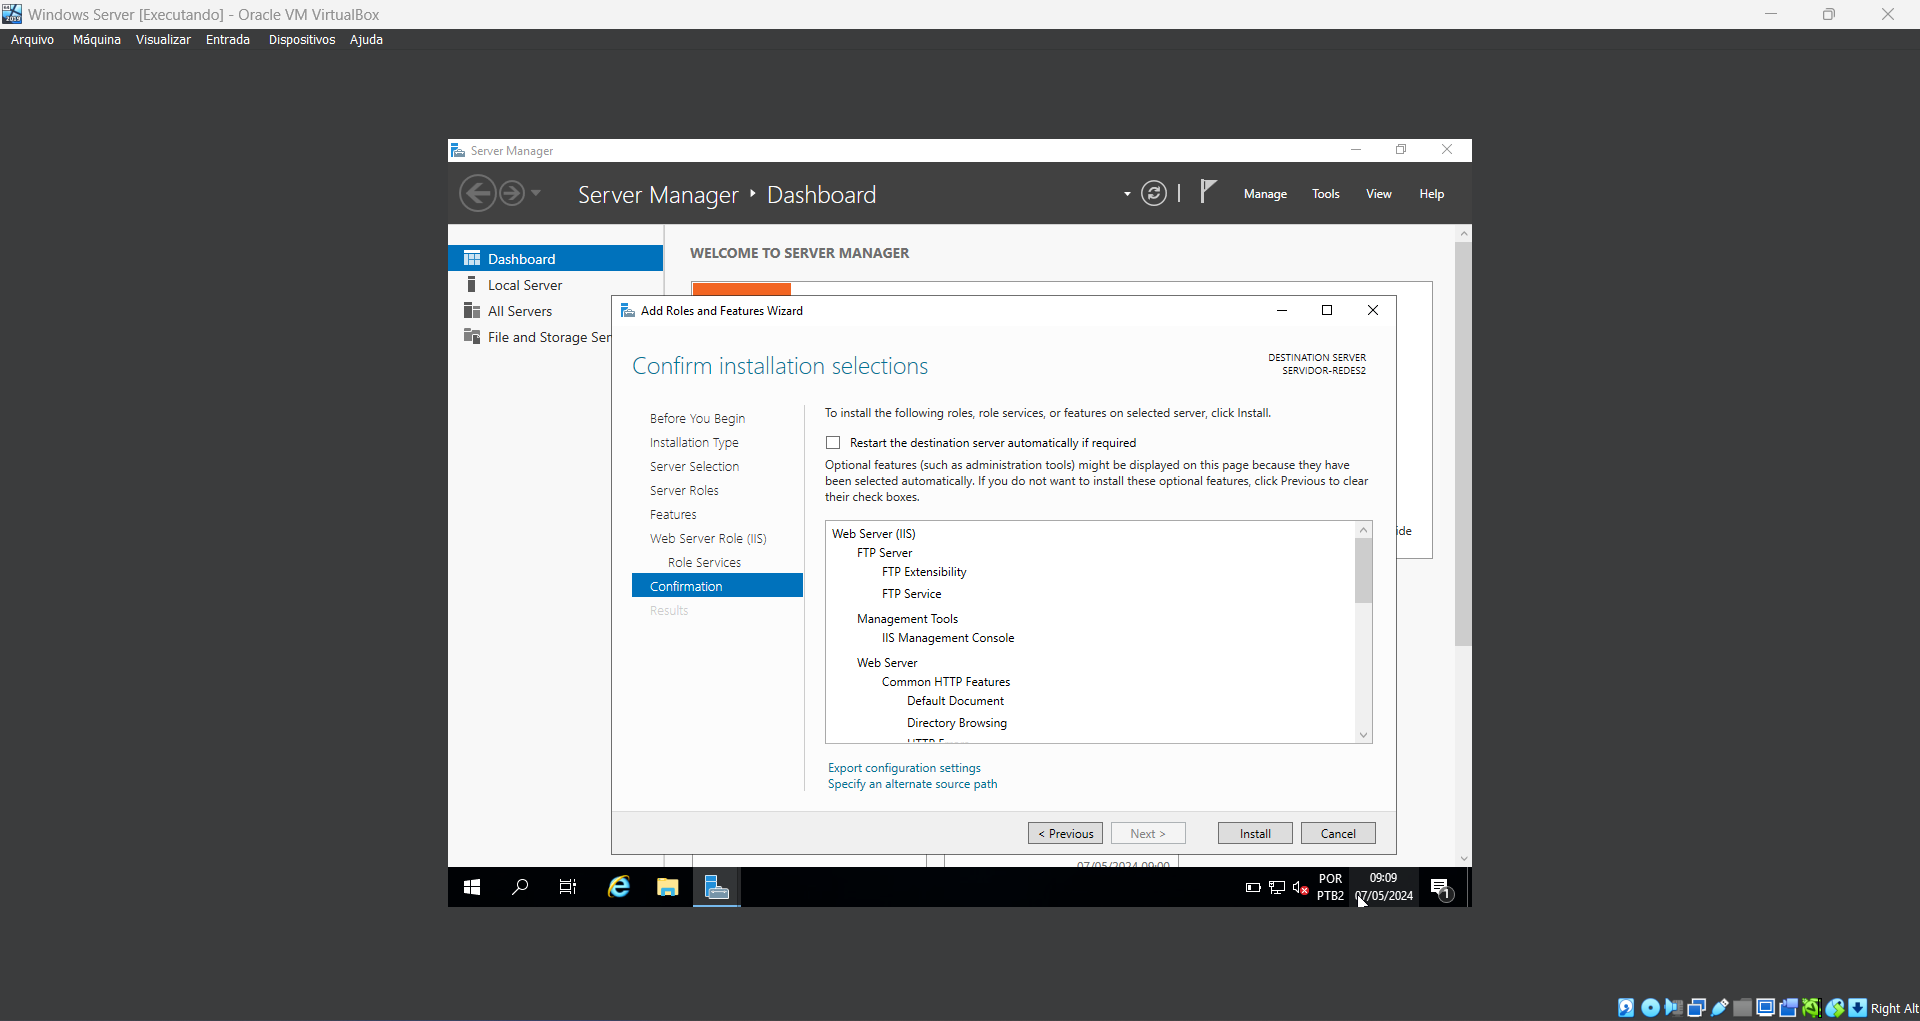 Windows Server [Executando] - Oracle VM VirtualBox
Arquivo Máquina Visualizar Entrada Dispositivos Ajuda
Server Manager
Server Manager Dashboard
Manage Tools View Help
WELCOME TO SERVER MANAGER
Dashboard
Local Server
All Servers
File and Storage Ser
Add Roles and Features Wizard
Confirm installation selections
DESTINATION SERVER
SERVIDOR-REDES2
Before You Begin
Installation Type
Server Selection
Server Roles
Features
Web Server Role (IIS)
Role Services
Confirmation
Results
To install the following roles, role services, or features on selected server, click Install.
Restart the destination server automatically if required
Optional features (such as administration tools) might be displayed on this page because they have
been selected automatically. If you do not want to install these optional features, click Previous to clear
their check boxes.
Web Server (IIS)
FTP Server
FTP Extensibility
FTP Service
Management Tools
IIS Management Console
Web Server
Common HTTP Features
Default Document
Directory Browsing
ide
Export configuration settings
Specify an alternate source path
< Previous Next > Install Cancel
07/05/2024 09:00
POR
PTB2
09:09
07/05/2024
1
Right Alt